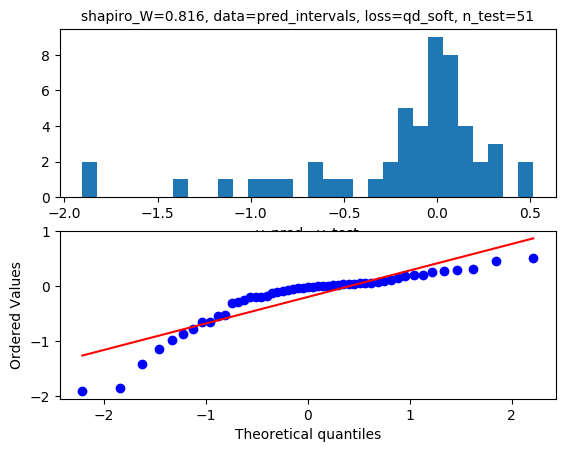 shapiro_W=0.816, data=pred_intervals, loss=qd_soft, n_test=51
8
6
4
2
0
−2.0 −1.5 −1.0 −0.5 0.0 0.5
1
0
−1
−2
Ordered Values
−2 −1 0 1 2
Theoretical quantiles